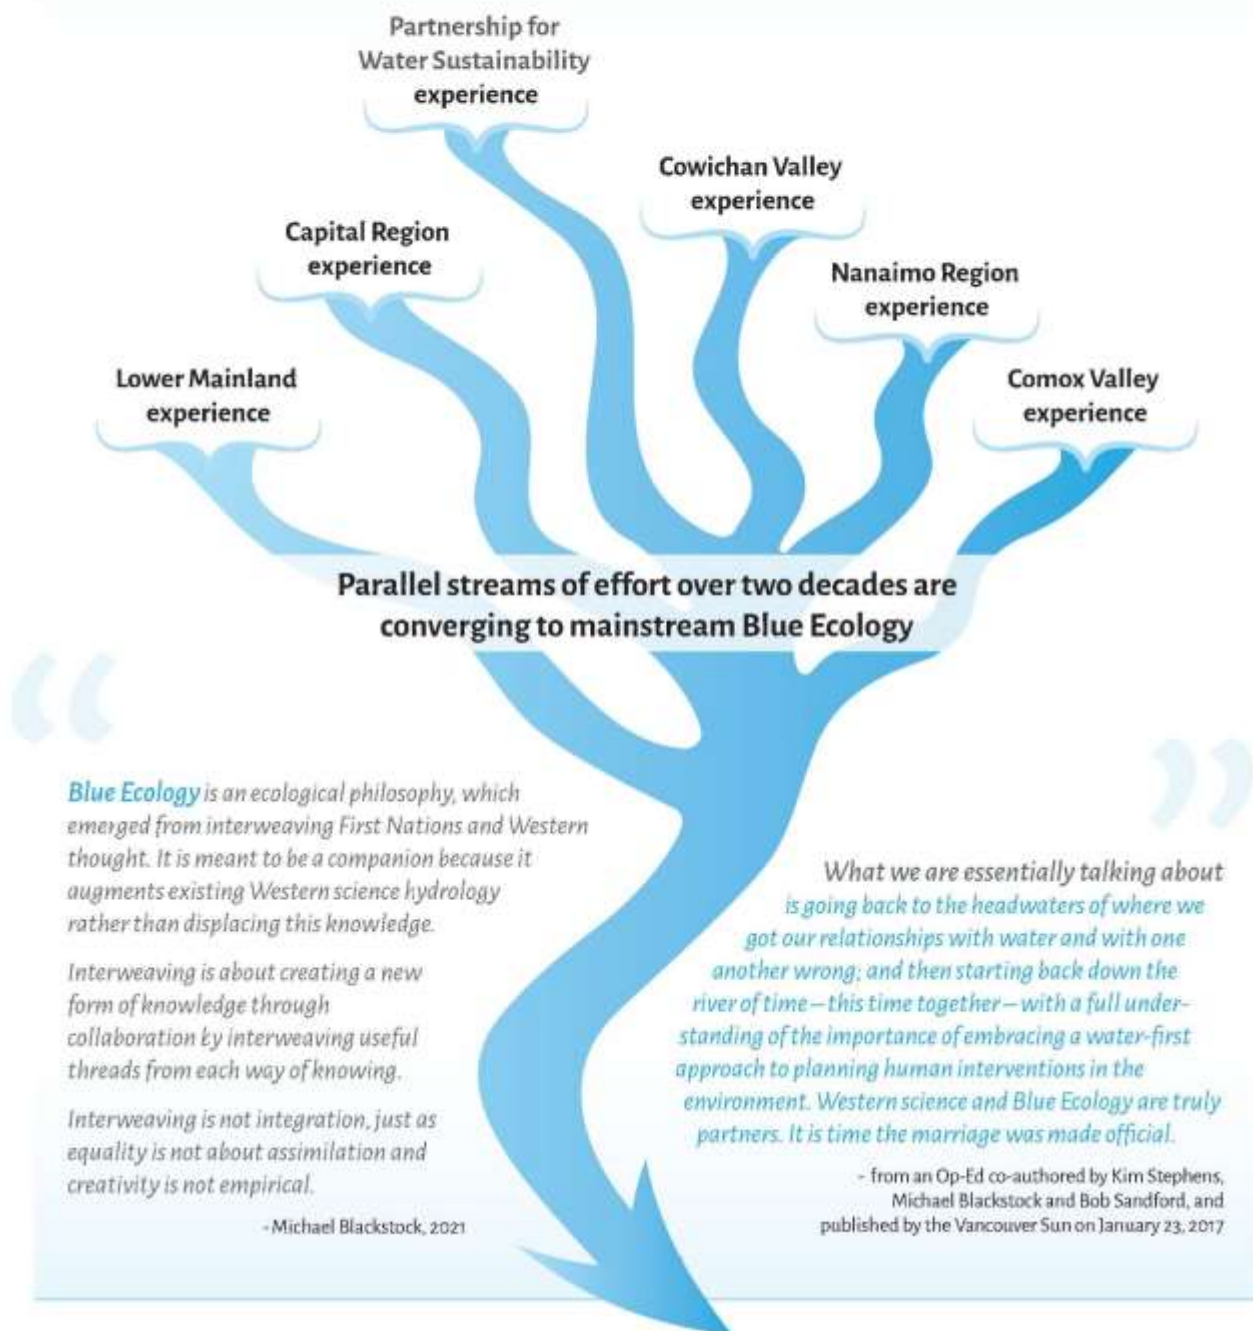 Partnership for
Water Sustainability
experience
Cowichan Valley
experience
Capital Region
experience
Nanaimo Region
experience
Lower Mainland
experience
Comox Valley
experience
Parallel streams of effort over two decades are
converging to mainstream Blue Ecology
“
”
Blue Ecology is an ecological philosophy, which
emerged from interweaving First Nations and Western
thought. It is meant to be a companion because it
augments existing Western science hydrology
rather than displacing this knowledge.
Interweaving is about creating a new
form of knowledge through
collaboration by interweaving useful
threads from each way of knowing.
Interweaving is not integration, just as
equality is not about assimilation and
creativity is not empirical.
- Michael Blackstock, 2021
What we are essentially talking about
is going back to the headwaters of where we
got our relationships with water and with one
another wrong; and then starting back down the
river of time – this time together – with a full under-
standing of the importance of embracing a water-first
approach to planning human interventions in the
environment. Western science and Blue Ecology are truly
partners. It is time the marriage was made official.
- from an Op-Ed co-authored by Kim Stephens,
Michael Blackstock and Bob Sandford, and
published by the Vancouver Sun on January 23, 2017